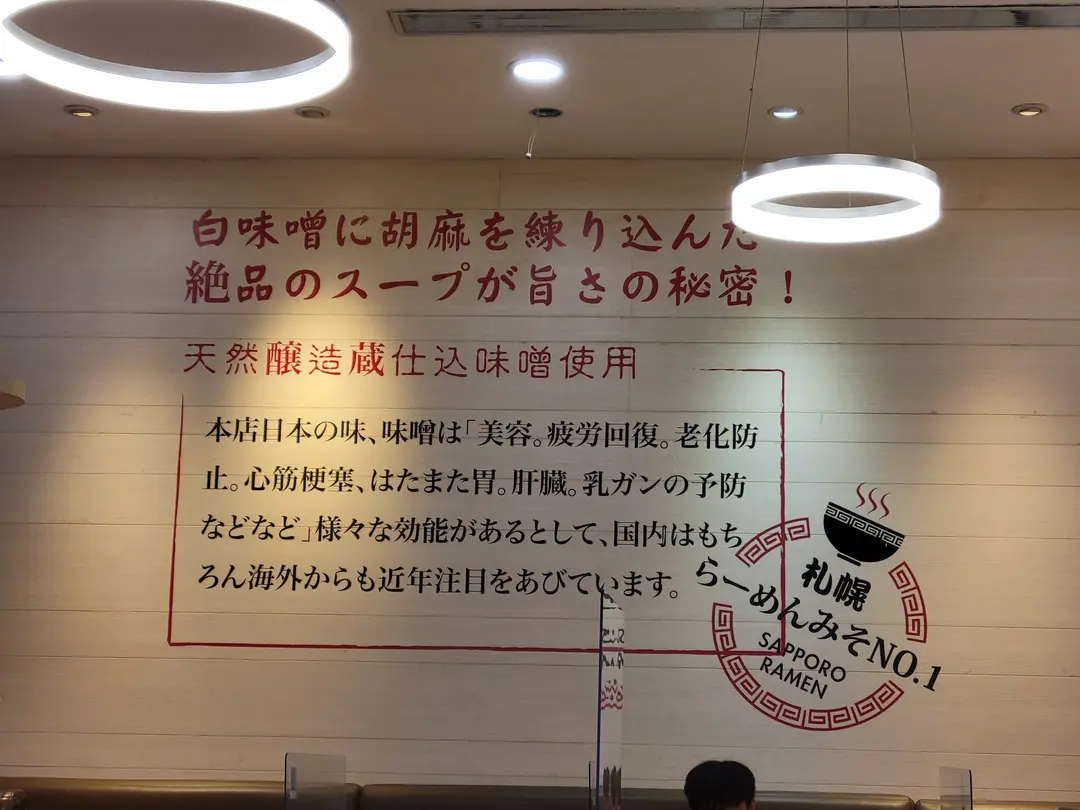 白味噌に胡麻を練り込んだ
絶品のスープが旨さの秘密！
天然醸造蔵仕込味噌使用
本店日本の味、味噌は「美容。疲労回復。老化防
止。心筋梗塞、はたまた胃。肝臓。乳ガンの予防
などなど」様々な効能があるとして、国内はもち
ろん海外からも近年注目をあびています。
札幌
らーめんみそNO.1
SAPPORO
RAMEN